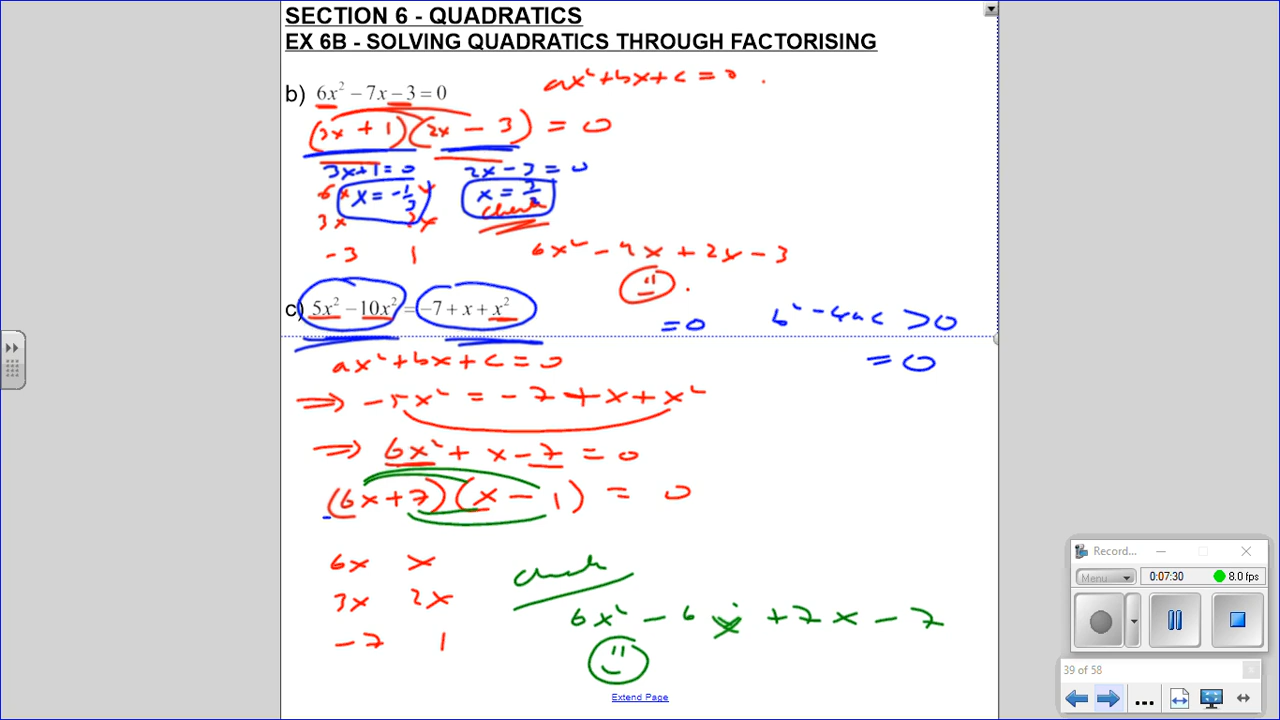 SECTION 6 - QUADRATICS
EX 6B - SOLVING QUADRATICS THROUGH FACTORISING
ax² + bx + c = 0
b) 6x² − 7x − 3 = 0
(3x + 1)(2x − 3) = 0
3x + 1 = 0 2x − 3 = 0
6x x = -1/3 x =
3x 2x check
-3 1 6x² − 9x + 2x − 3
c) 5x² − 10x² = −7 + x + x²
= 0 b² − 4ac > 0
= 0
ax² + bx + c = 0
⇒ −5x² = −7 + x + x²
⇒ 6x² + x − 7 = 0
(6x + 7)(x − 1) = 0
6x x check
3x 2x
6x² − 6x + 7x − 7
-7 1
Extend Page
Record...
Menu
0:07:30 8.0 fps
39 of 58